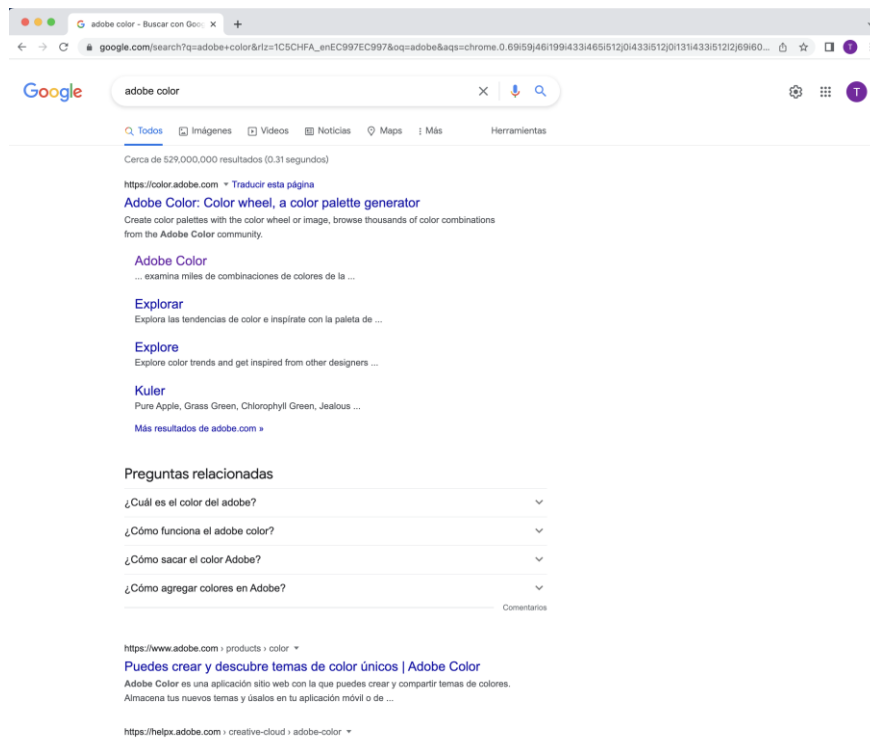 adobe color - Buscar con Goo
google.com/search?q=adobe+color&rlz=1C5CHFA_enEC997EC997&oq=adobe&aqs=chrome.0.69i59j46i199i433i465i512j0i433i512j0i131i433i512l2j69i60...
Google
adobe color
T
Todos Imágenes Videos Noticias Maps Más Herramientas
Cerca de 529,000,000 resultados (0.31 segundos)
https://color.adobe.com Traducir esta página
Adobe Color: Color wheel, a color palette generator
Create color palettes with the color wheel or image, browse thousands of color combinations
from the Adobe Color community.
Adobe Color
... examina miles de combinaciones de colores de la ...
Explorar
Explora las tendencias de color e inspírate con la paleta de ...
Explore
Explore color trends and get inspired from other designers ...
Kuler
Pure Apple, Grass Green, Chlorophyll Green, Jealous ...
Más resultados de adobe.com »
Preguntas relacionadas
¿Cuál es el color del adobe?
¿Cómo funciona el adobe color?
¿Cómo sacar el color Adobe?
¿Cómo agregar colores en Adobe?
Comentarios
https://www.adobe.com › products › color
Puedes crear y descubre temas de color únicos | Adobe Color
Adobe Color es una aplicación sitio web con la que puedes crear y compartir temas de colores.
Almacena tus nuevos temas y úsalos en tu aplicación móvil o de ...
https://helpx.adobe.com › creative-cloud › adobe-color